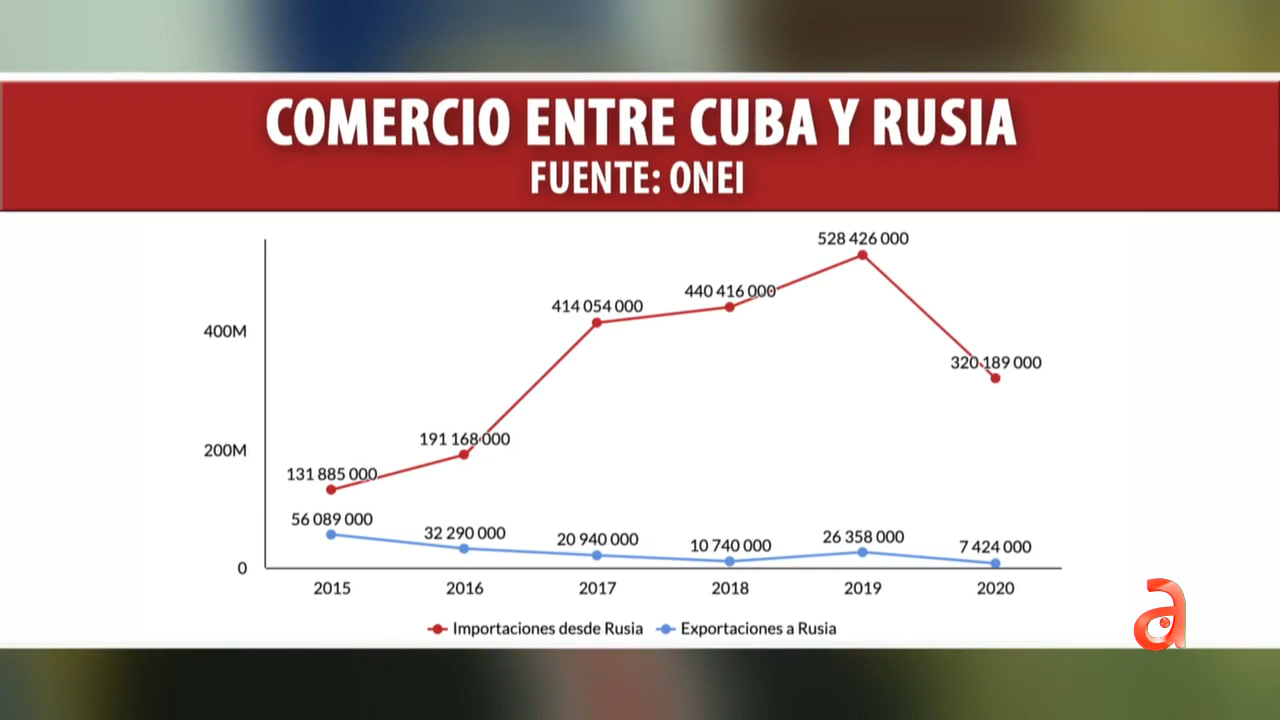 COMERCIO ENTRE CUBA Y RUSIA
FUENTE: ONEI
528 426 000
440 416 000
414 054 000
400M
320 189 000
191 168 000
200M
131 885 000
56 089 000
32 290 000
20 940 000
10 740 000
26 358 000
7 424 000
0
2015 2016 2017 2018 2019 2020
Importaciones desde Rusia Exportaciones a Rusia
a